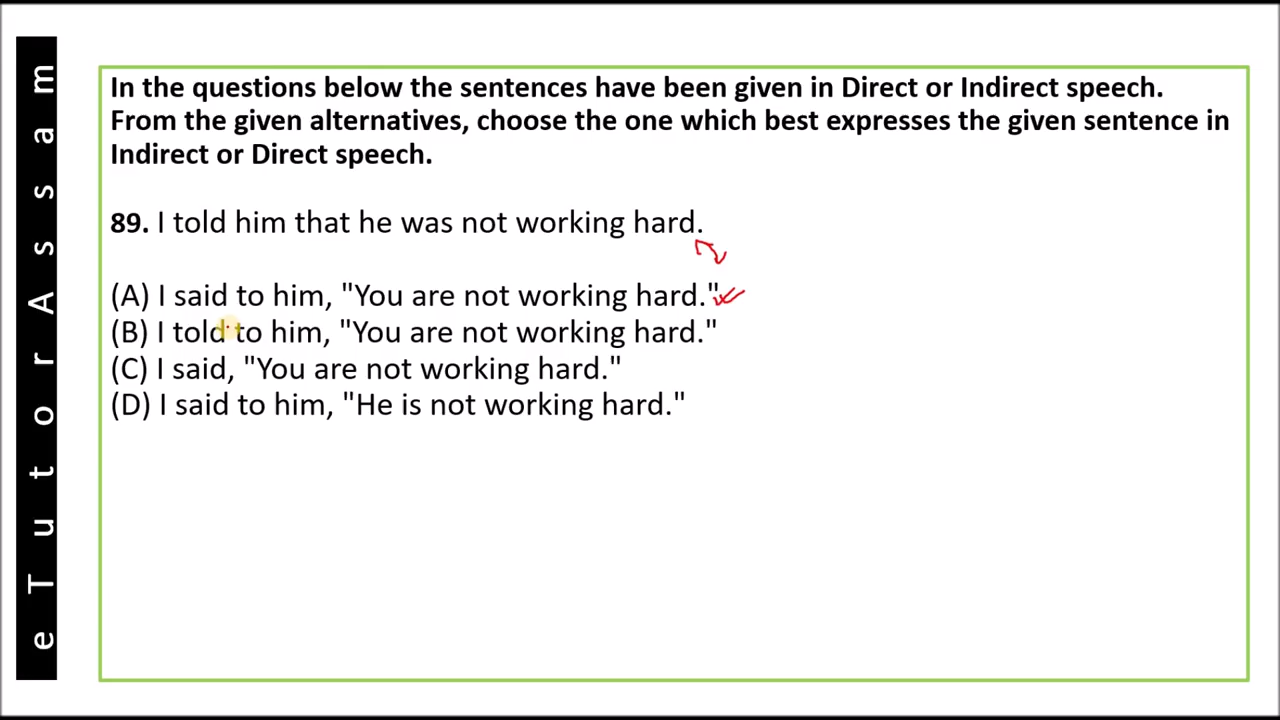 e Tutor Assam
In the questions below the sentences have been given in Direct or Indirect speech.
From the given alternatives, choose the one which best expresses the given sentence in
Indirect or Direct speech.
89. I told him that he was not working hard.
(A) I said to him, "You are not working hard."
(B) I told to him, "You are not working hard."
(C) I said, "You are not working hard."
(D) I said to him, "He is not working hard."